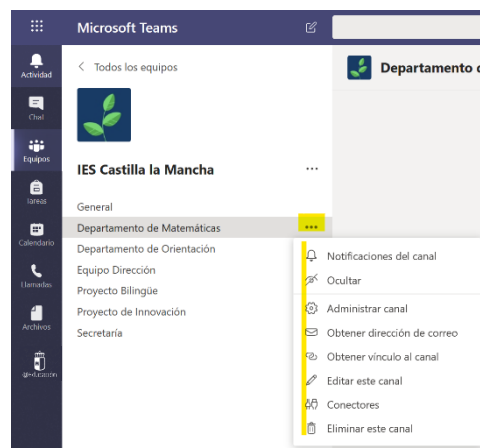 Microsoft Teams
Actividad
Chat
Equipos
Tareas
Calendario
Llamadas
Archivos
Todos los equipos
IES Castilla la Mancha
...
General
Departamento de Matemáticas
...
Departamento de Orientación
Equipo Dirección
Proyecto Bilingüe
Proyecto de Innovación
Secretaría
Departamento
Notificaciones del canal
Ocultar
Administrar canal
Obtener dirección de correo
Obtener vínculo al canal
Editar este canal
Conectores
Eliminar este canal